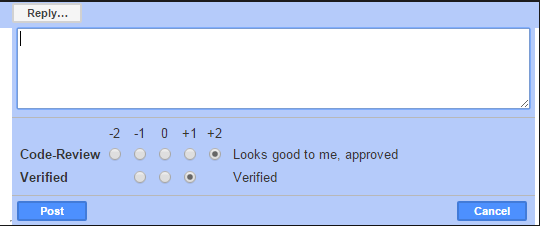 Reply...
-2 -1 0 +1 +2
Code-Review Looks good to me, approved
Verified Verified
Post Cancel